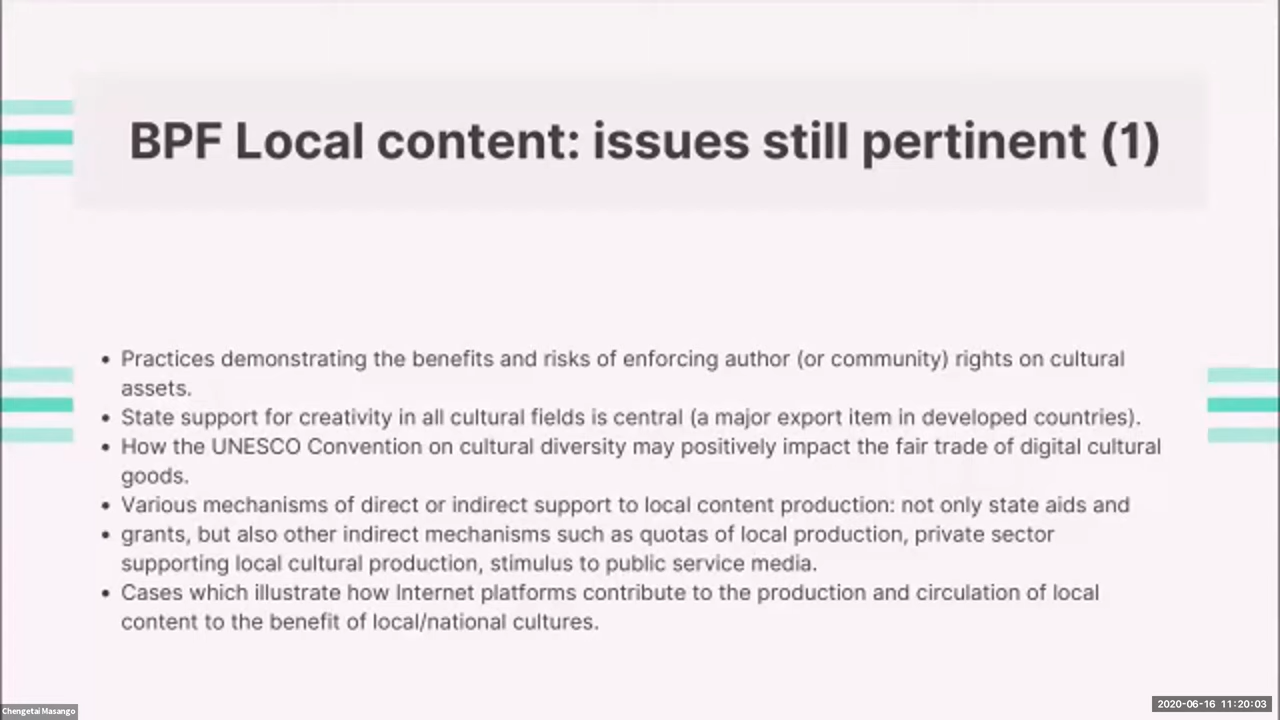 BPF Local content: issues still pertinent (1)
• Practices demonstrating the benefits and risks of enforcing author (or community) rights on cultural
assets.
• State support for creativity in all cultural fields is central (a major export item in developed countries).
• How the UNESCO Convention on cultural diversity may positively impact the fair trade of digital cultural
goods.
• Various mechanisms of direct or indirect support to local content production: not only state aids and
• grants, but also other indirect mechanisms such as quotas of local production, private sector
supporting local cultural production, stimulus to public service media.
• Cases which illustrate how Internet platforms contribute to the production and circulation of local
content to the benefit of local/national cultures.
Chengetai Masango
2020-06-16 11:20:03